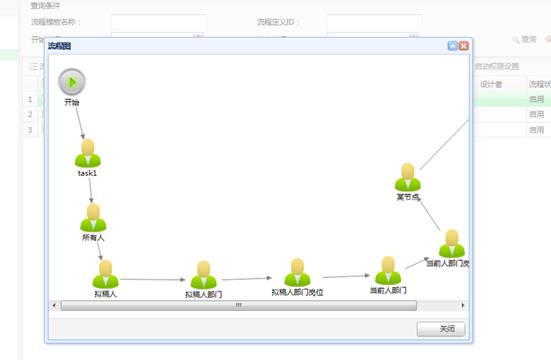 查询条件
流程模板名称：
流程定义ID：
查询
流程图
启动权限设置
设计者
流程状
1
启用
2
启用
3
启用
开始
task1
所有人
拟稿人
拟稿人部门
拟稿人部门岗位
当前人部门
当前人部门岗
某节点
关闭